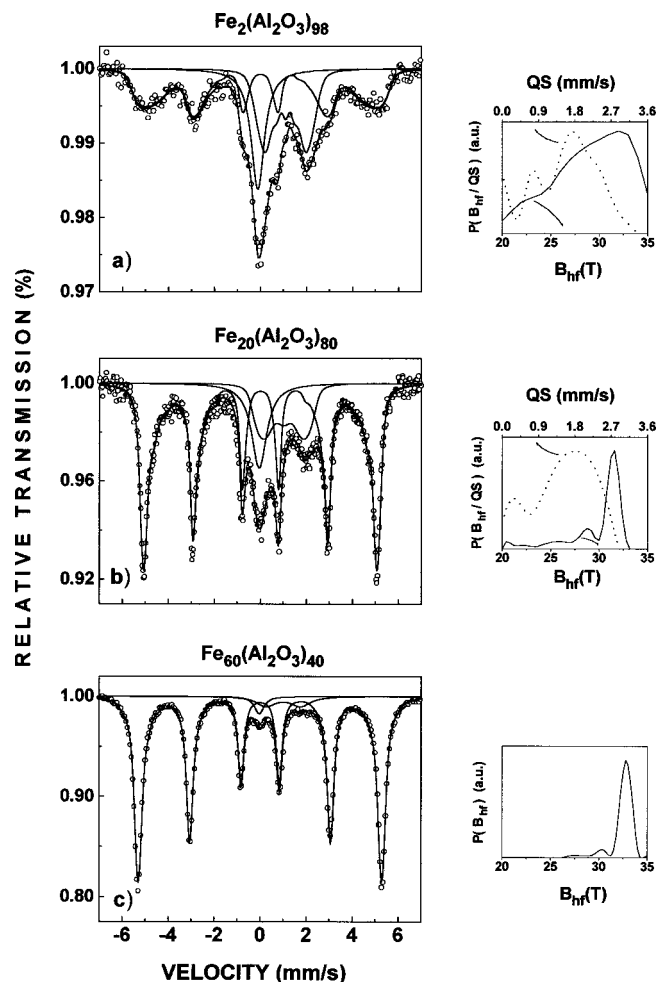 Fe2(Al2O3)98
1.00
0.99
0.98
0.97
a)
QS (mm/s)
0.0 0.9 1.8 2.7 3.6
P( Bhf / QS ) (a.u.)
20 25 30 35
Bhf(T)
RELATIVE TRANSMISSION (%)
Fe20(Al2O3)80
1.00
0.96
0.92
b)
QS (mm/s)
0.0 0.9 1.8 2.7 3.6
P( Bhf / QS ) (a.u.)
20 25 30 35
Bhf(T)
Fe60(Al2O3)40
1.00
0.90
0.80
c)
-6 -4 -2 0 2 4 6
VELOCITY (mm/s)
P( Bhf ) (a.u.)
20 25 30 35
Bhf(T)